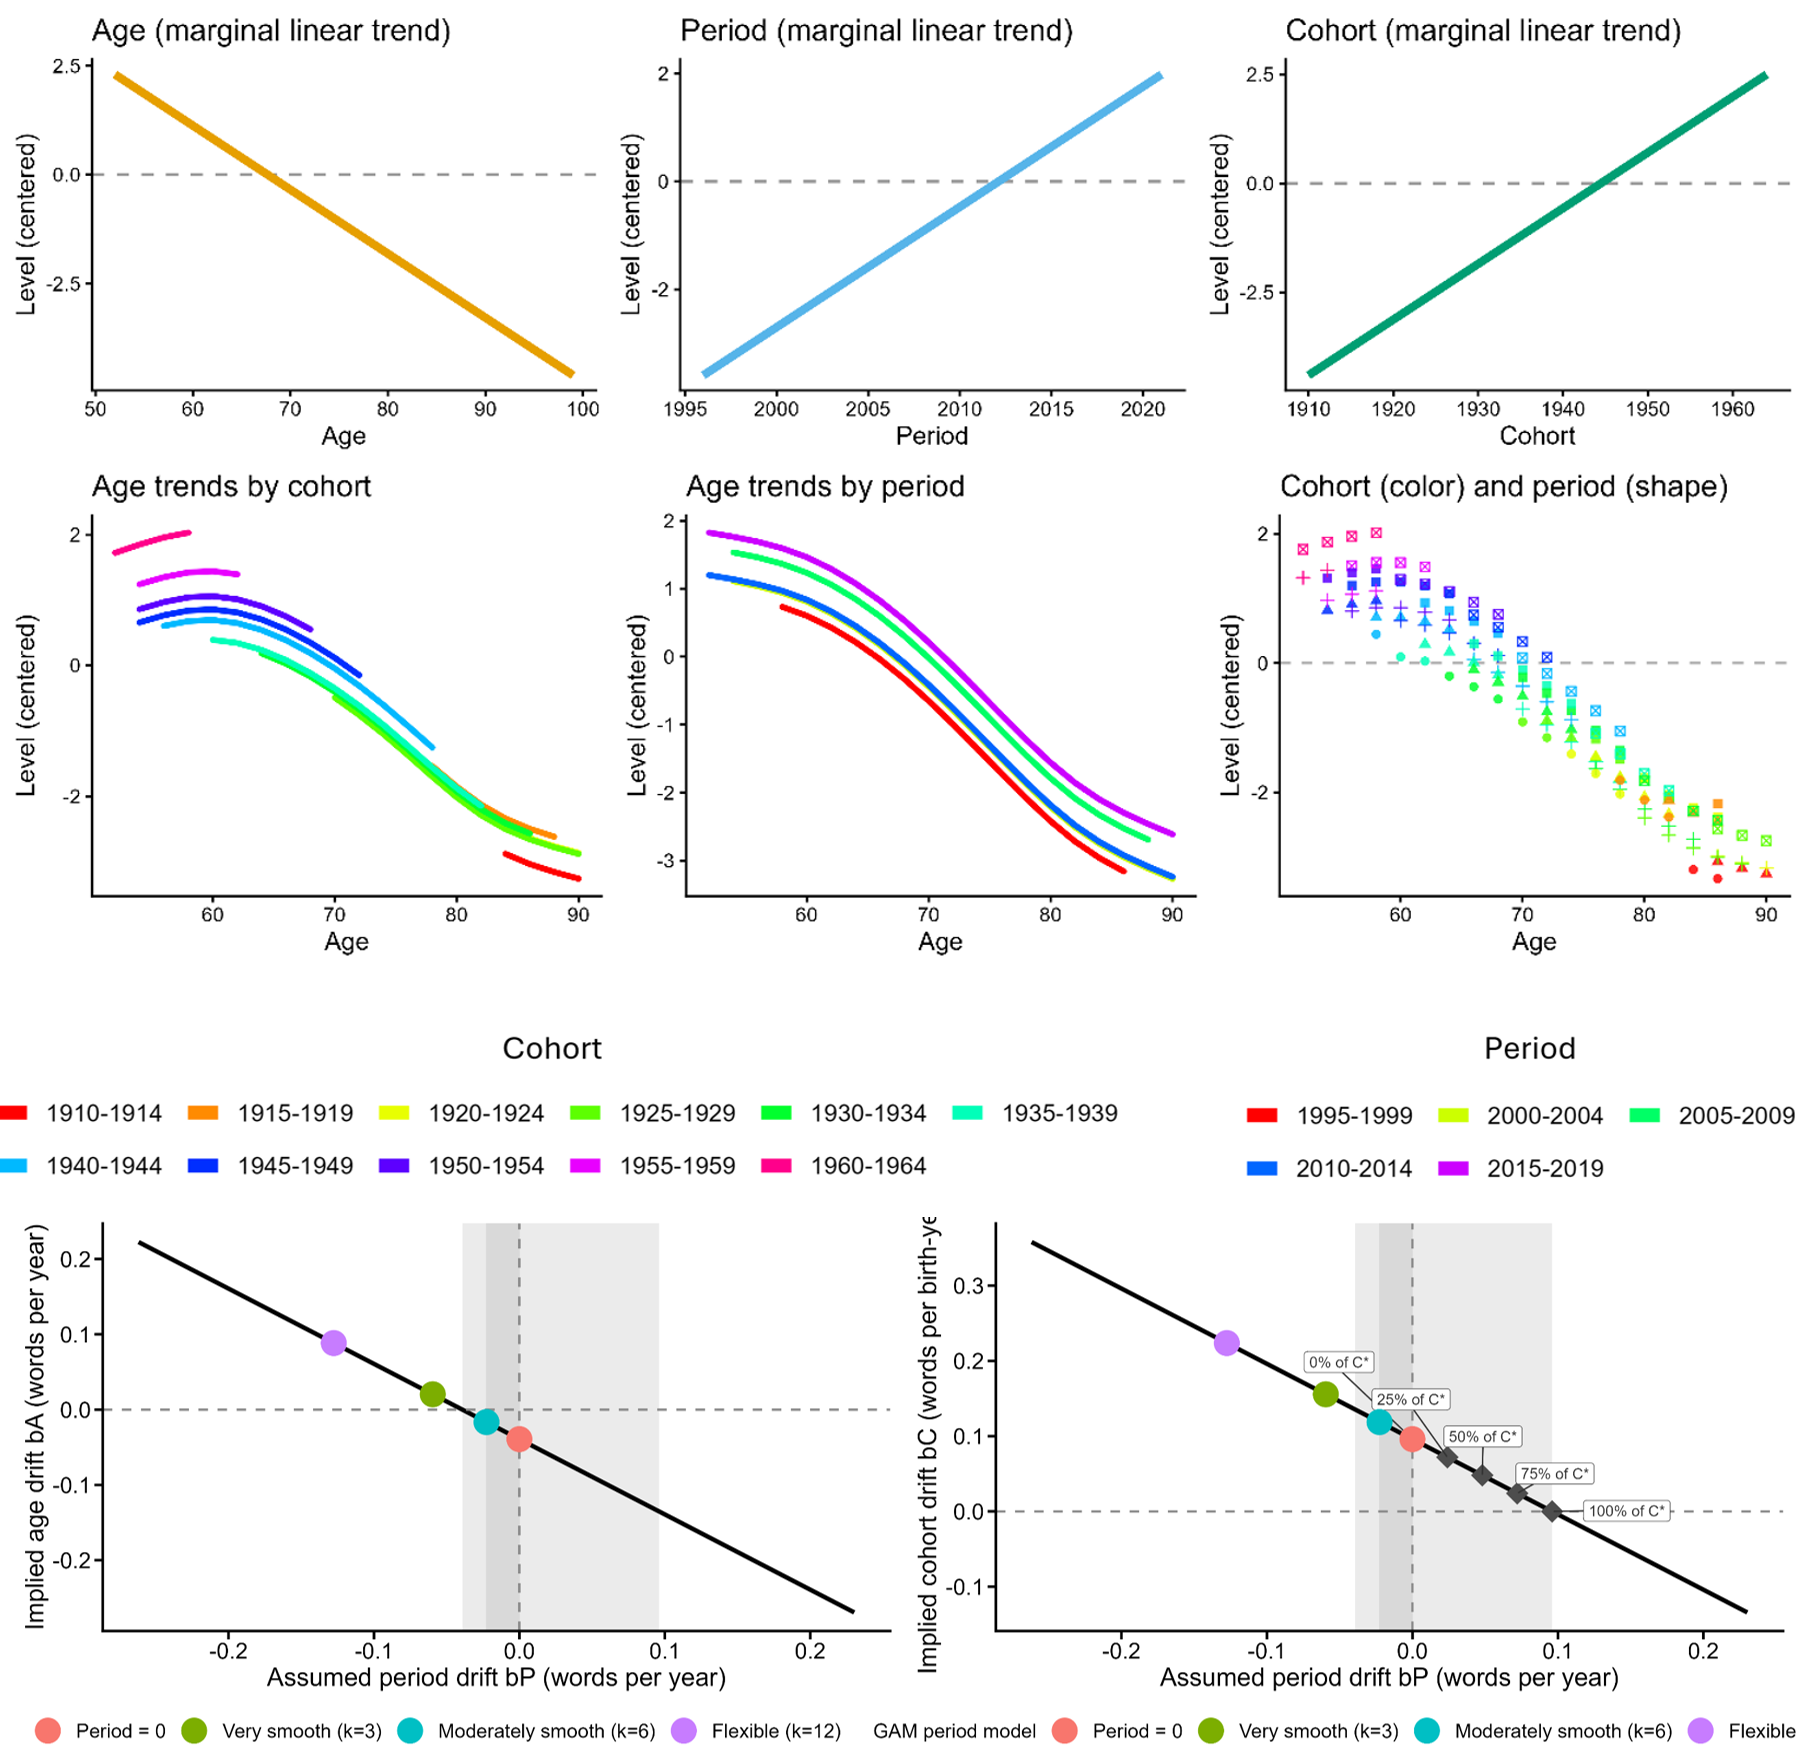 Age (marginal linear trend)
Period (marginal linear trend)
Cohort (marginal linear trend)
Level (centered)
2.5
0.0
-2.5
50 60 70 80 90 100
Age
Level (centered)
2
0
-2
1995 2000 2005 2010 2015 2020
Period
Level (centered)
2.5
0.0
-2.5
1910 1920 1930 1940 1950 1960
Cohort
Age trends by cohort
Age trends by period
Cohort (color) and period (shape)
Level (centered)
2
0
-2
60 70 80 90
Age
Level (centered)
2
1
0
-1
-2
-3
60 70 80 90
Age
Level (centered)
2
0
-2
60 70 80 90
Age
Cohort
1910-1914 1915-1919 1920-1924 1925-1929 1930-1934 1935-1939
1940-1944 1945-1949 1950-1954 1955-1959 1960-1964
Period
1995-1999 2000-2004 2005-2009
2010-2014 2015-2019
Implied age drift bA (words per year)
0.2
0.1
0.0
-0.1
-0.2
-0.2 -0.1 0.0 0.1 0.2
Assumed period drift bP (words per year)
Implied cohort drift bC (words per birth-ye
0.3
0.2
0.1
0.0
-0.1
0% of C*
25% of C*
50% of C*
75% of C*
100% of C*
-0.2 -0.1 0.0 0.1 0.2
Assumed period drift bP (words per year)
Period = 0 Very smooth (k=3) Moderately smooth (k=6) Flexible (k=12)
GAM period model Period = 0 Very smooth (k=3) Moderately smooth (k=6) Flexible